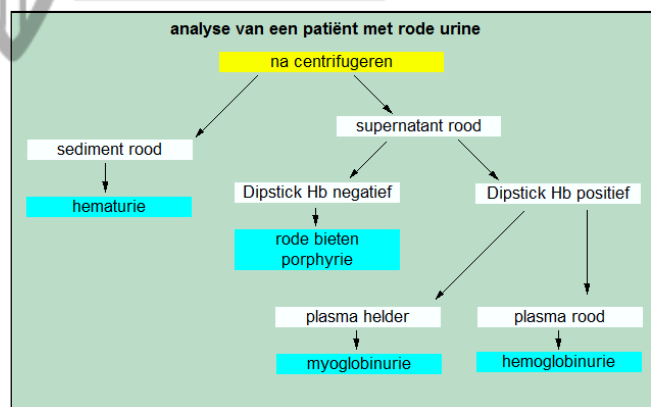 analyse van een patiënt met rode urine
na centrifugeren
supernatant rood
sediment rood
Dipstick Hb negatief
Dipstick Hb positief
hematurie
rode bieten
porphyrie
plasma helder
plasma rood
myoglobinurie
hemoglobinurie